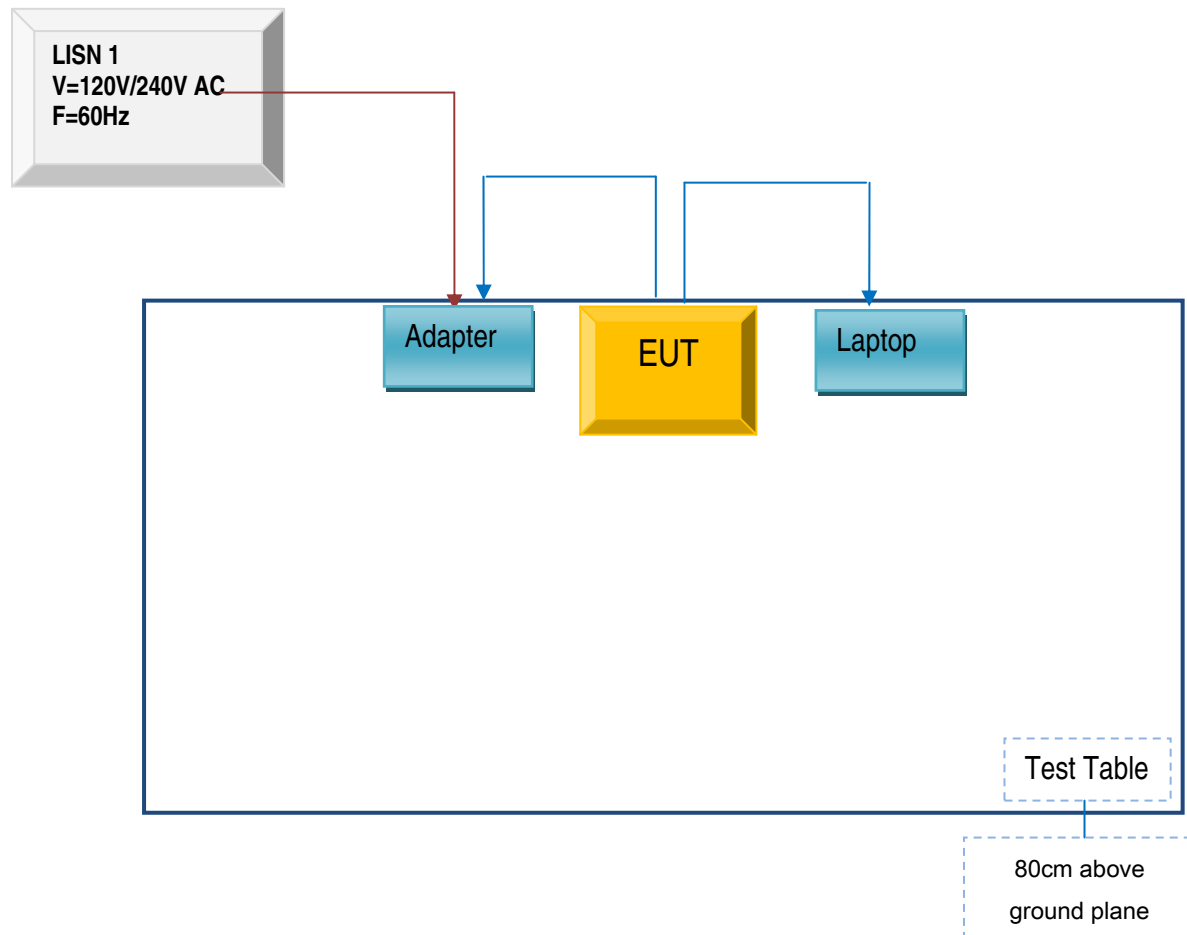 LISN 1
V=120V/240V AC
F=60Hz
Adapter
EUT
Laptop
Test Table
80cm above
ground plane